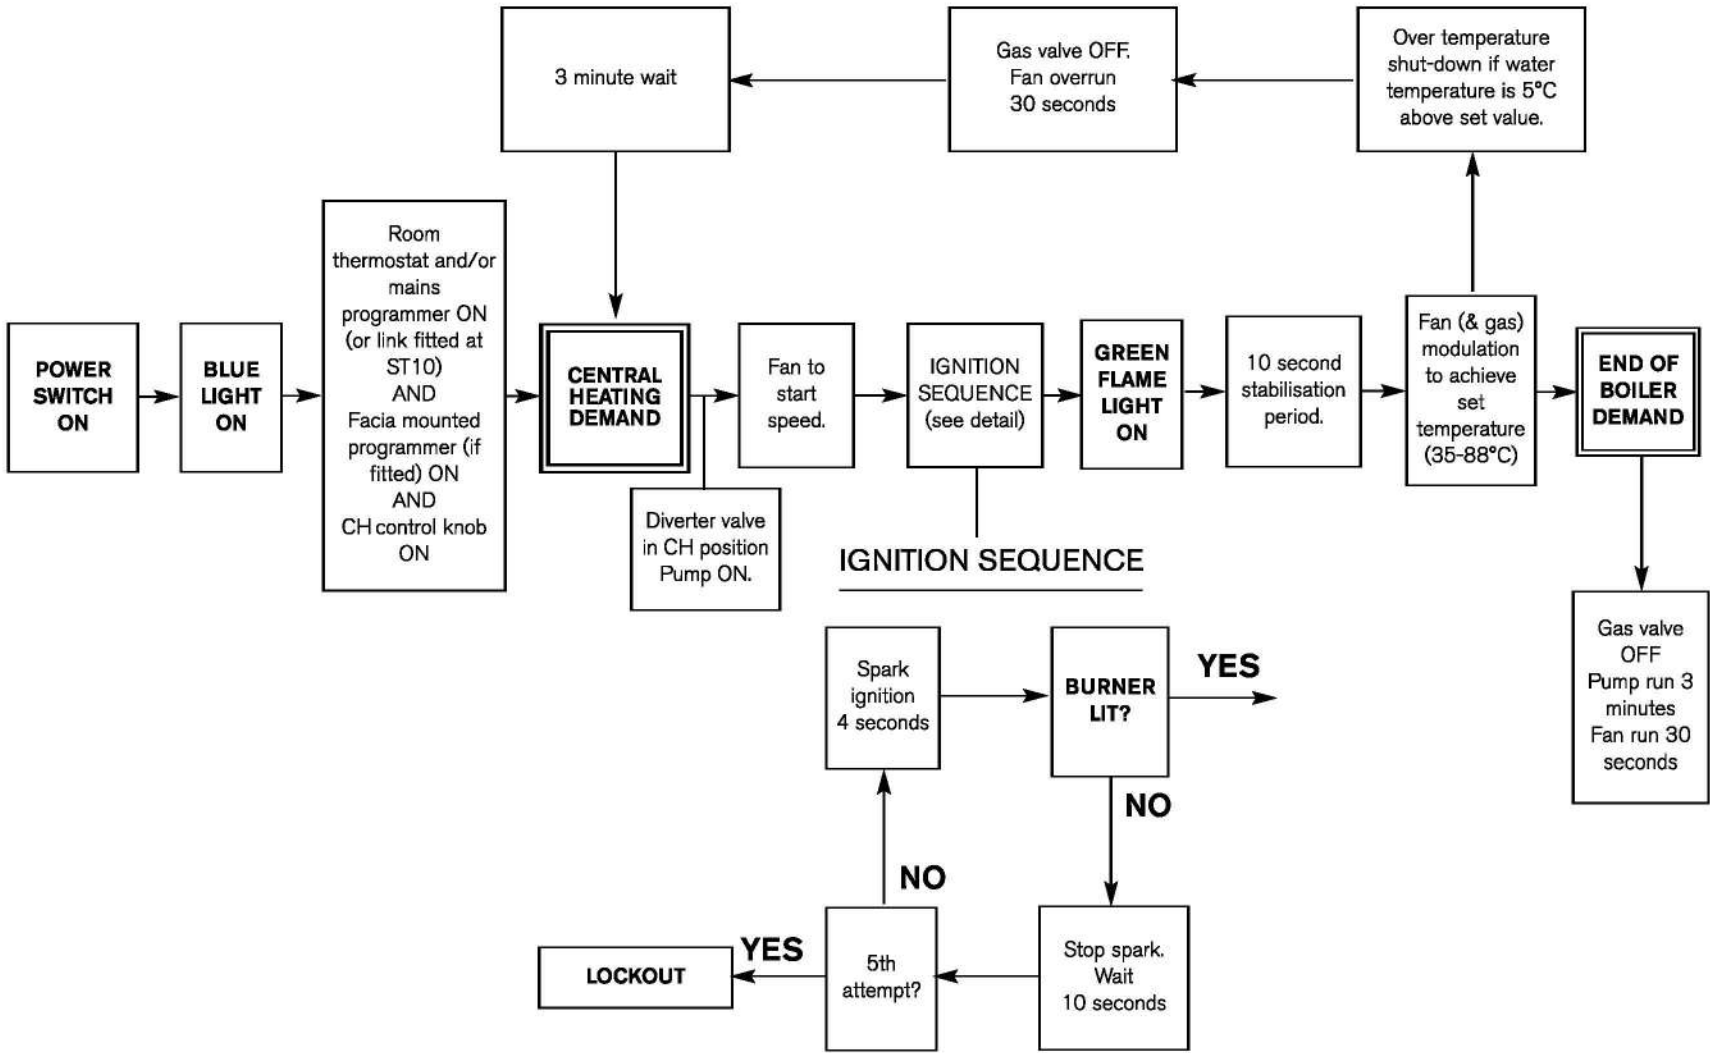 3 minute wait
Gas valve OFF.
Fan overrun
30 seconds
Over temperature
shut-down if water
temperature is 5°C
above set value.
POWER
SWITCH
ON
BLUE
LIGHT
ON
Room
thermostat and/or
mains
programmer ON
(or link fitted at
ST10)
AND
Facia mounted
programmer (if
fitted) ON
AND
CH control knob
ON
CENTRAL
HEATING
DEMAND
Diverter valve
in CH position
Pump ON.
Fan to
start
speed.
IGNITION
SEQUENCE
(see detail)
GREEN
FLAME
LIGHT
ON
10 second
stabilisation
period.
Fan (& gas)
modulation
to achieve
set
temperature
(35-88°C)
END OF
BOILER
DEMAND
Gas valve
OFF
Pump run 3
minutes
Fan run 30
seconds
IGNITION SEQUENCE
Spark
ignition
4 seconds
BURNER
LIT?
YES
NO
Stop spark.
Wait
10 seconds
5th
attempt?
NO
YES
LOCKOUT